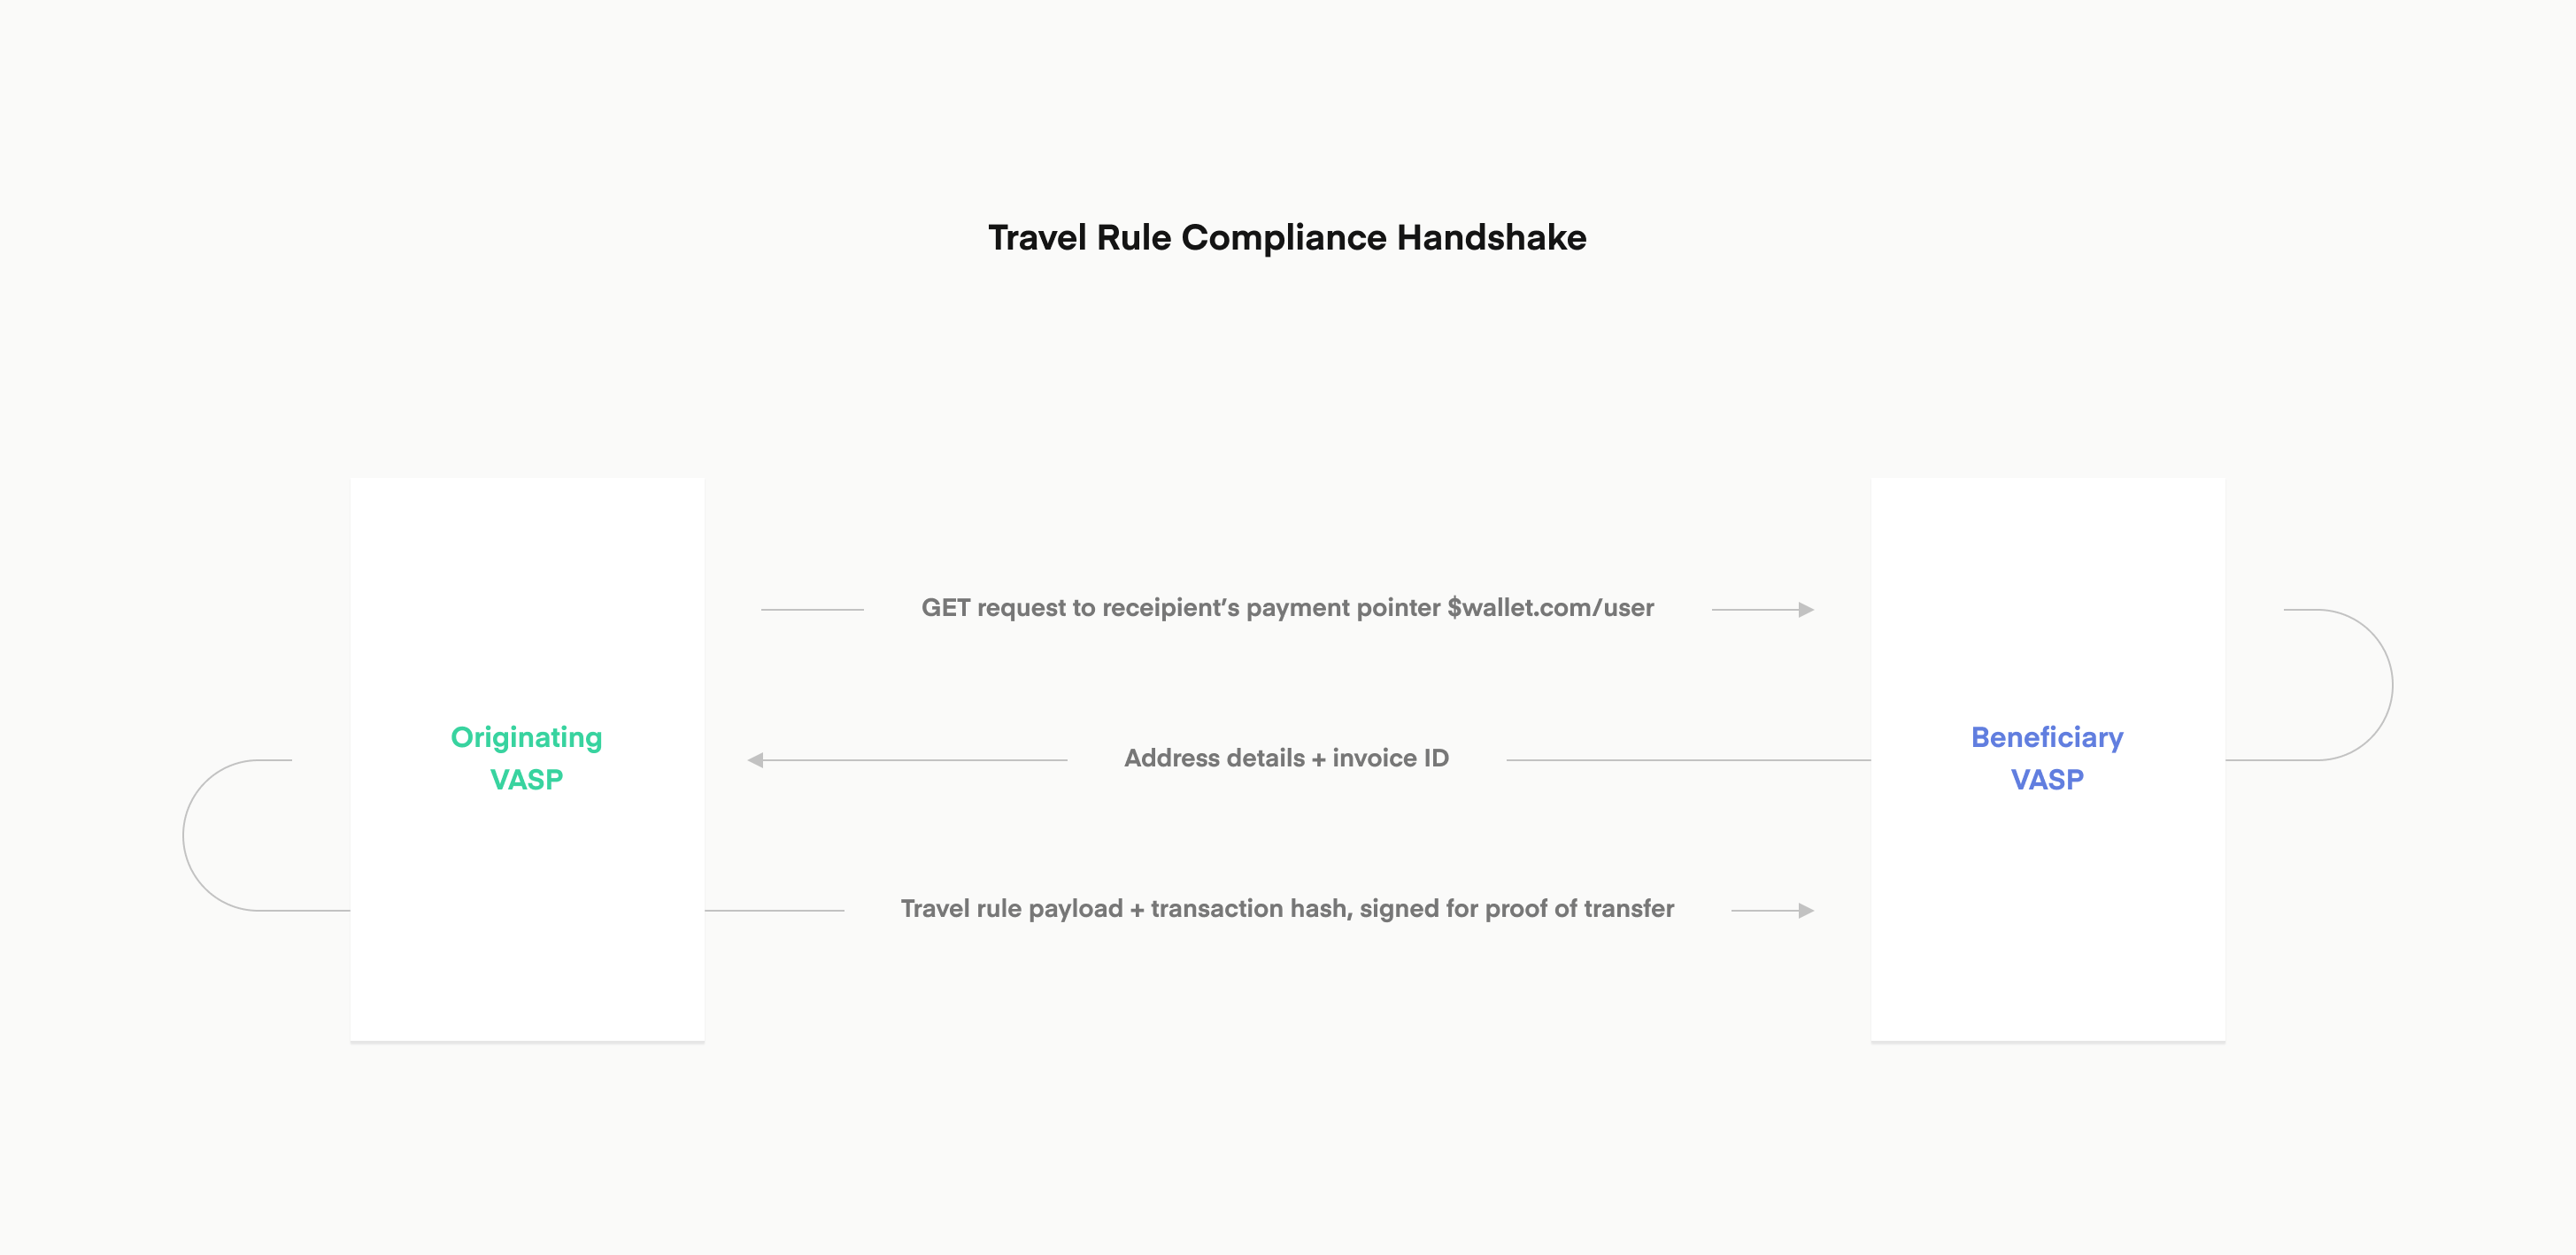 Travel Rule Compliance Handshake
GET request to receipient’s payment pointer $wallet.com/user
Originating
VASP
Address details + invoice ID
Beneficiary
VASP
Travel rule payload + transaction hash, signed for proof of transfer